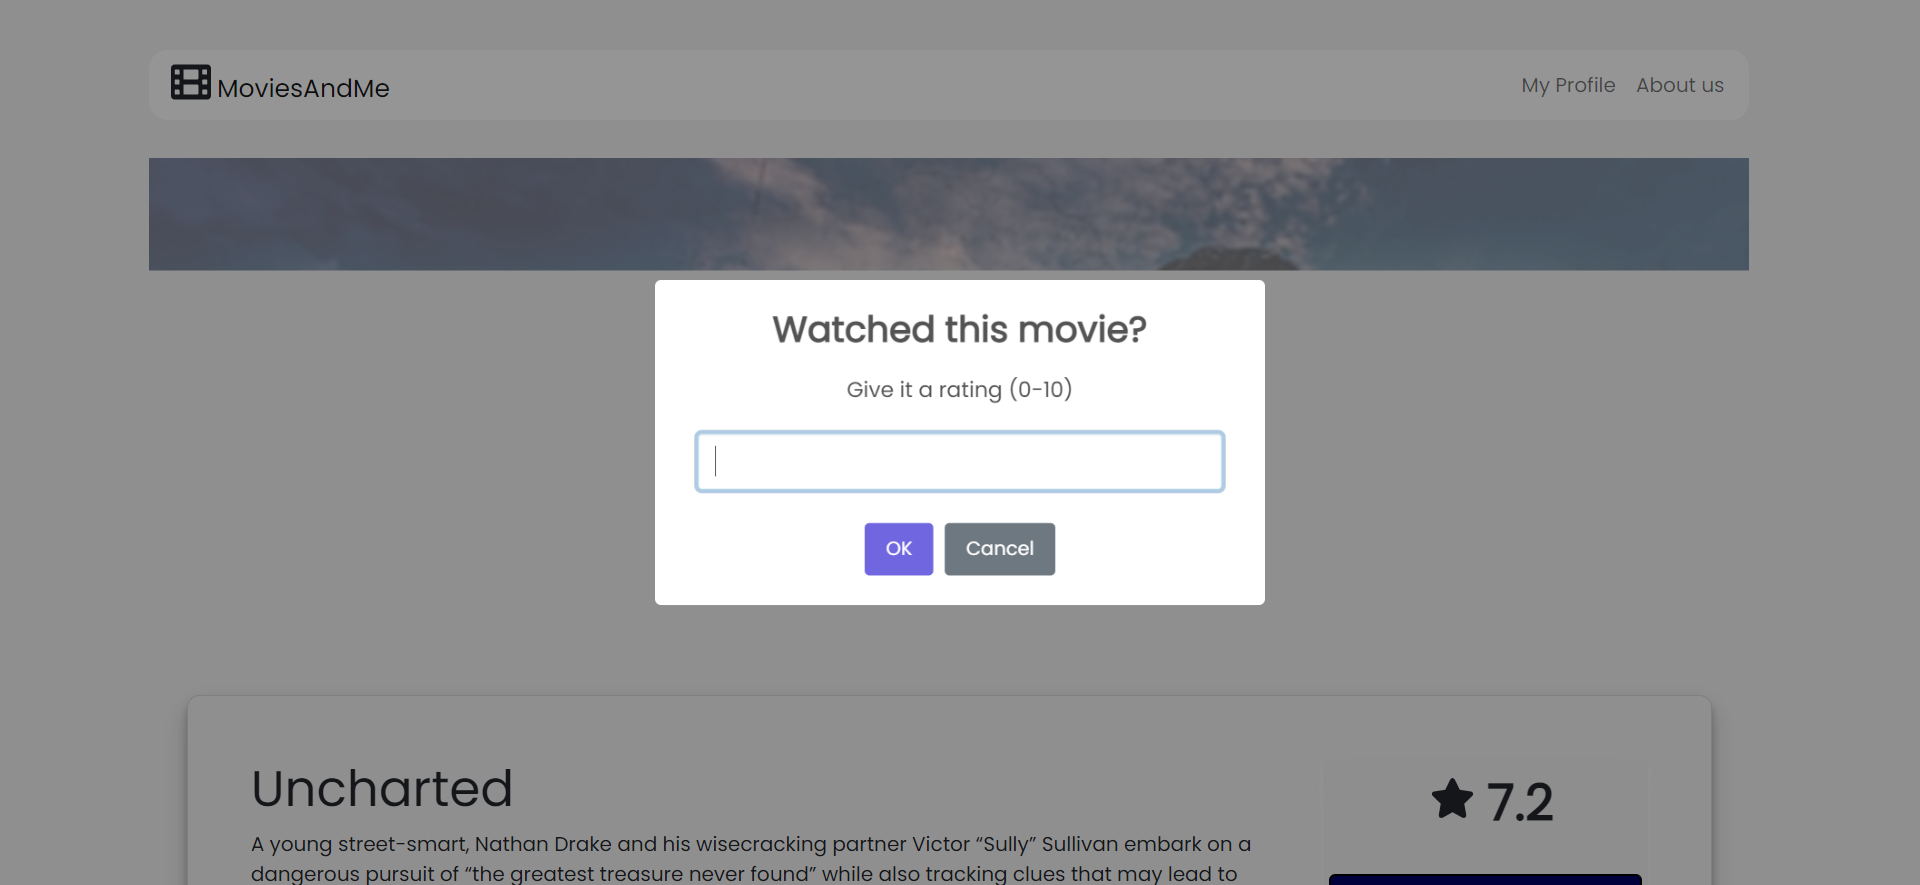 MoviesAndMe
My Profile
About us
Watched this movie?
Give it a rating (0-10)
OK
Cancel
Uncharted
7.2
A young street-smart, Nathan Drake and his wisecracking partner Victor “Sully” Sullivan embark on a
dangerous pursuit of “the greatest treasure never found” while also tracking clues that may lead to